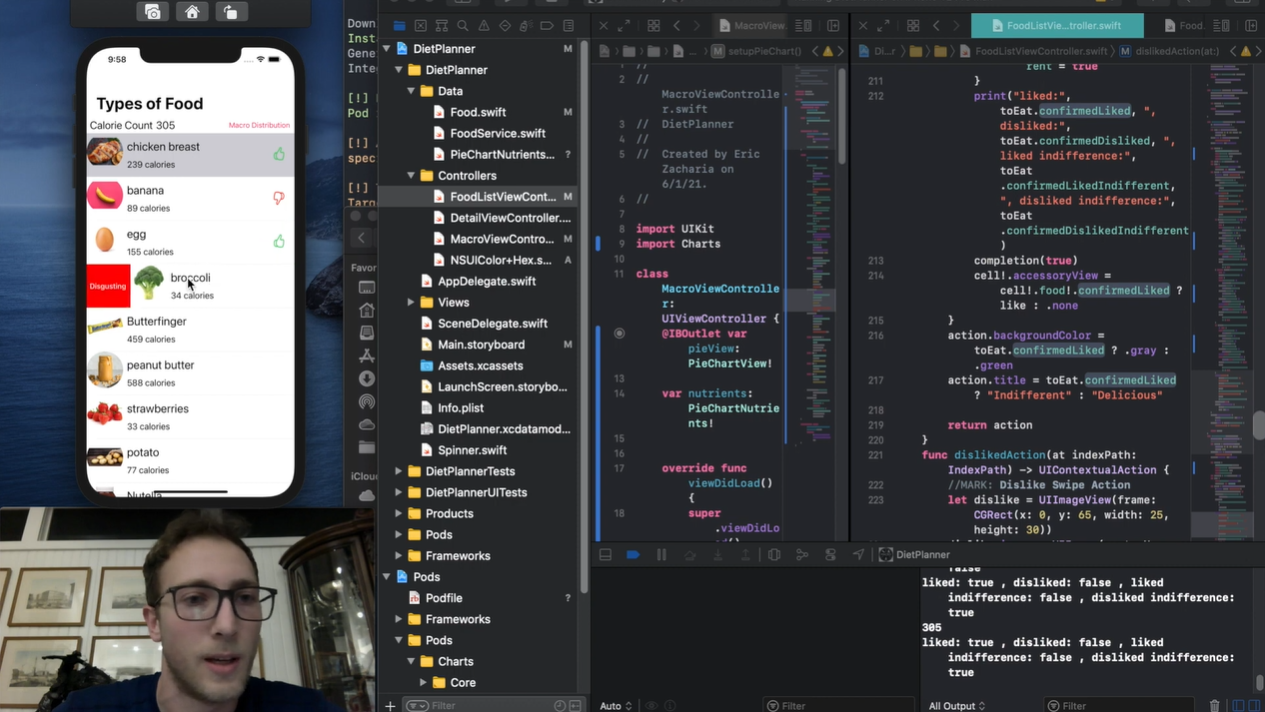 9:58
Types of Food
Calorie Count 305
Macro Distribution
chicken breast
239 calories
banana
89 calories
egg
155 calories
Disgusting
broccoli
34 calories
Butterfinger
459 calories
peanut butter
588 calories
strawberries
33 calories
potato
77 calories
Nutella
Down
Inst
Gene
Inte
[!]
Pod
[!]
spec
[!]
Targ
Favor
iClou
DietPlanner
M
DietPlanner
Data
Food.swift
M
FoodService.swift
PieChartNutrients...
?
Controllers
FoodListViewCont...
M
DetailViewController....
MacroViewContro...
M
NSUIColor+Hex.s...
A
AppDelegate.swift
Views
SceneDelegate.swift
Main.storyboard
M
Assets.xcassets
LaunchScreen.storybo...
Info.plist
DietPlanner.xcdatamod...
Spinner.swift
DietPlannerTests
DietPlannerUITests
Products
Pods
Frameworks
Pods
Podfile
?
Frameworks
Pods
Charts
Core
Filter
MacroView
setupPieChart()
//
2 //
MacroViewControlle
r.swift
3 // DietPlanner
4 //
5 // Created by Eric
Zacharia on
6/1/21.
6 //
7
8 import UIKit
9 import Charts
10
11 class
MacroViewControlle
r:
UIViewController {
@IBOutlet var
pieView:
PieChartView!
13
14 var nutrients:
PieChartNutrie
nts!
15
16
17 override func
viewDidLoad()
{
18 super
.viewDidLo
Auto
Filter
FoodListVie...troller.swift
Food.
Di...r
FoodListViewController.swift
dislikedAction(at:)
rent = true
211 }
212 print("liked:",
toEat.confirmedLiked, ",
disliked:",
toEat.confirmedDisliked, ",
liked indifference:",
toEat
.confirmedLikedIndifferent,
", disliked indifference:",
toEat
.confirmedDislikedIndifferent
)
213 completion(true)
214 cell!.accessoryView =
cell!.food!.confirmedLiked ?
like : .none
215 }
216 action.backgroundColor =
toEat.confirmedLiked ? .gray :
.green
217 action.title = toEat.confirmedLiked
? "Indifferent" : "Delicious"
218
219 return action
220 }
221 func dislikedAction(at indexPath:
IndexPath) -> UIContextualAction {
222 //MARK: Dislike Swipe Action
223 let dislike = UIImageView(frame:
CGRect(x: 0, y: 65, width: 25,
height: 30))
DietPlanner
false
liked: true , disliked: false , liked
indifference: false , disliked indifference:
true
305
liked: true , disliked: false , liked
indifference: false , disliked indifference:
true
All Output
Filter